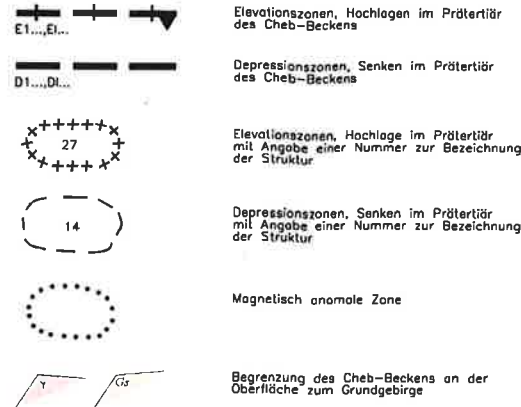 E1...,EI...
Elevationszonen, Hochlagen im Prätertiär
des Cheb-Beckens
D1...,DI...
Depressionszonen, Senken im Prätertiär
des Cheb-Beckens
27
Elevationszonen, Hochlage im Prätertiär
mit Angabe einer Nummer zur Bezeichnung
der Struktur
14
Depressionszonen, Senken im Prätertiär
mit Angabe einer Nummer zur Bezeichnung
der Struktur
Magnetisch anomale Zone
γ
Gs
Begrenzung des Cheb-Beckens an der
Oberfläche zum Grundgebirge